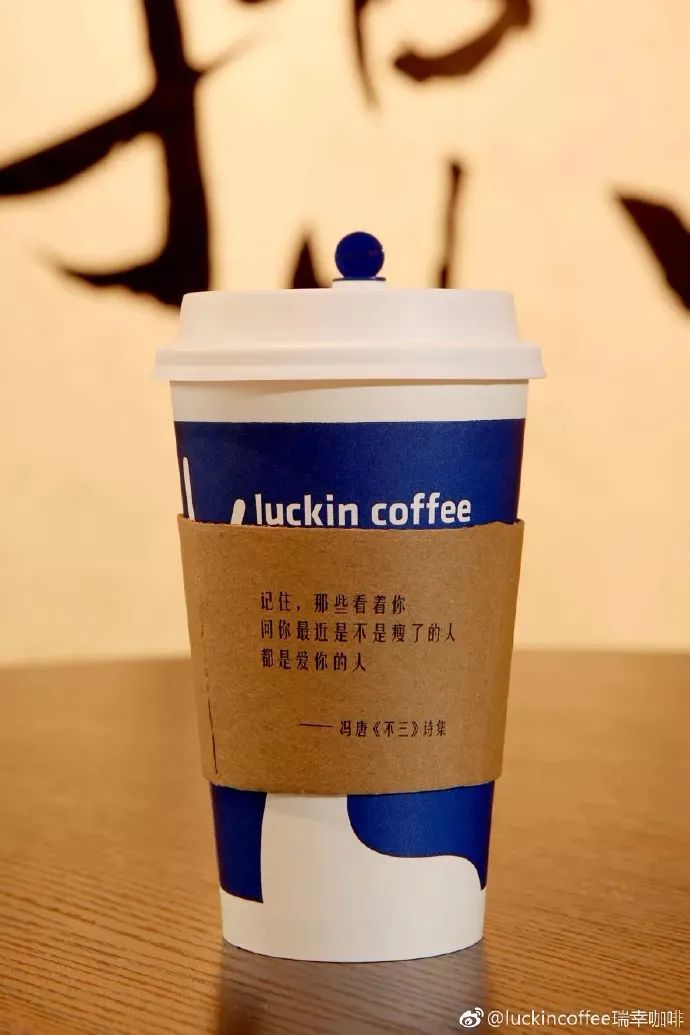 luckin coffee
记住，那些看着你
问你最近是不是瘦了的人
都是爱你的人
——冯唐《不三》诗集
@luckincoffee瑞幸咖啡